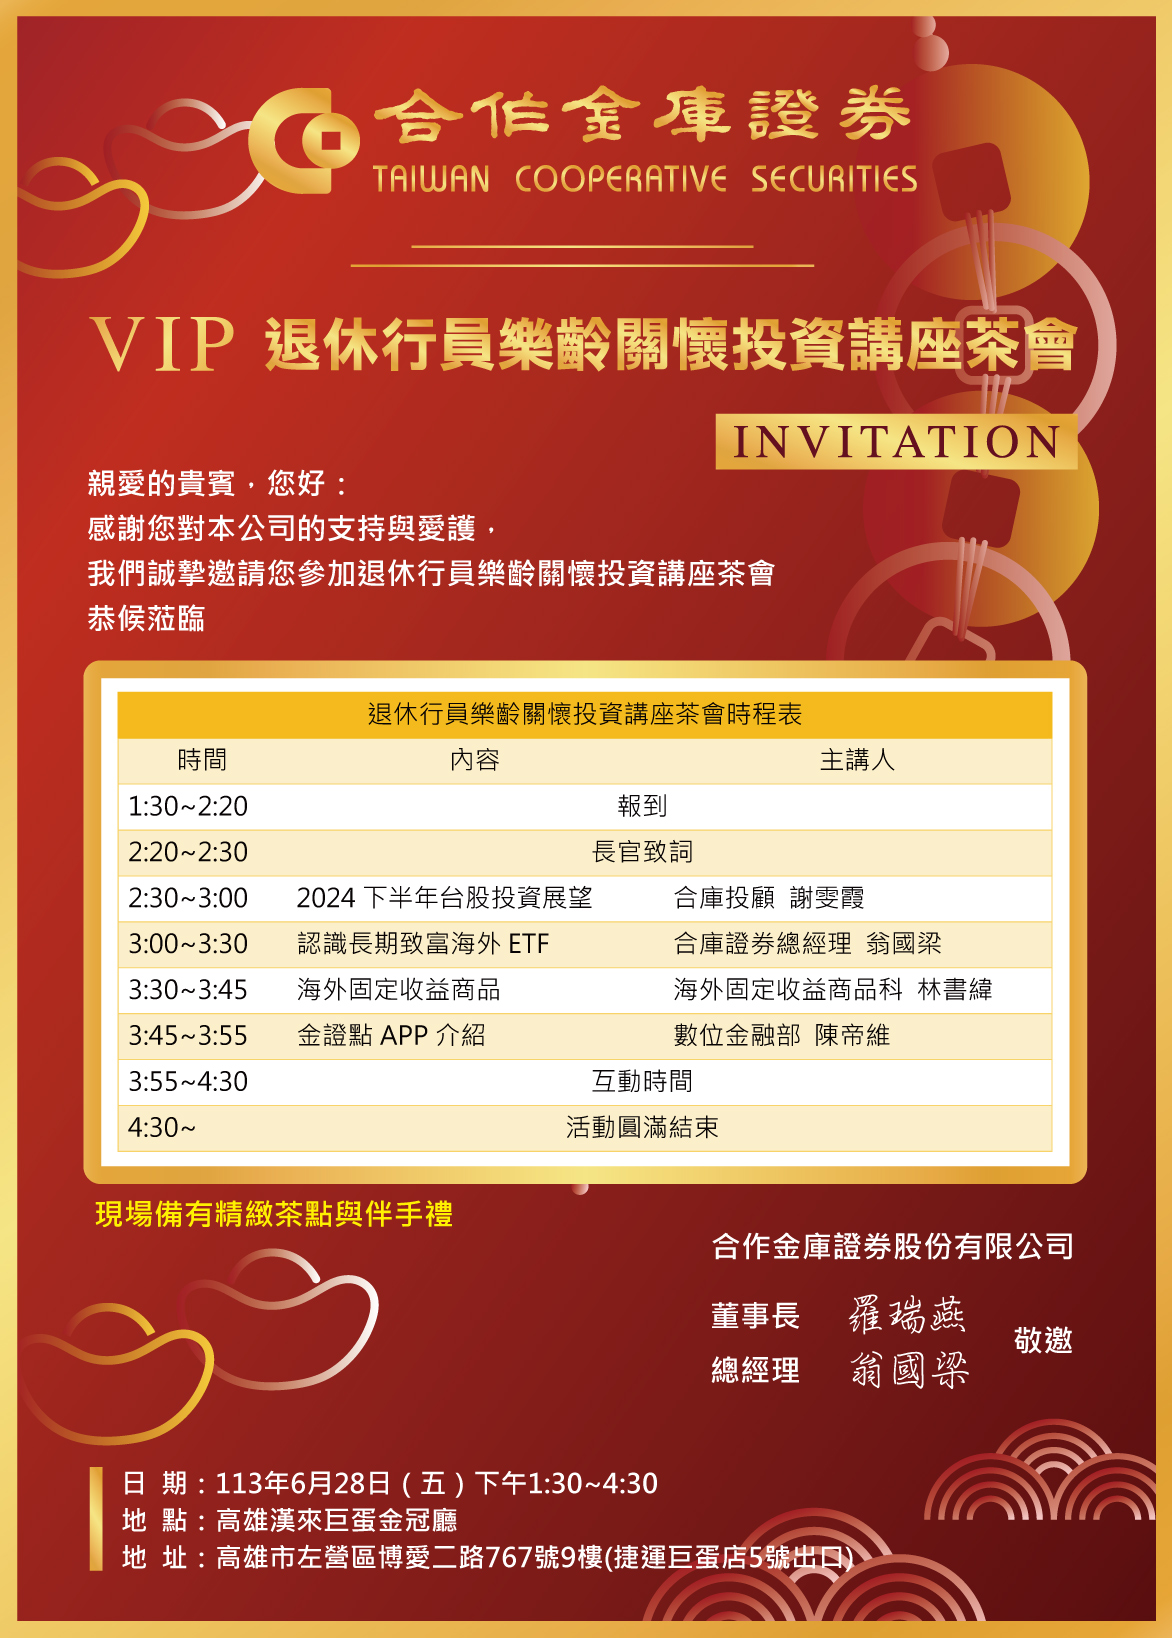 合作金庫證券
TAIWAN COOPERATIVE SECURITIES
VIP 退休行員樂齡關懷投資講座茶會
INVITATION
親愛的貴賓，您好：
感謝您對本公司的支持與愛護，
我們誠摯邀請您參加退休行員樂齡關懷投資講座茶會
恭候蒞臨
退休行員樂齡關懷投資講座茶會時程表
時間 內容 主講人
1:30~2:20 報到
2:20~2:30 長官致詞
2:30~3:00 2024 下半年台股投資展望 合庫投顧 謝雯霞
3:00~3:30 認識長期致富海外 ETF 合庫證券總經理 翁國梁
3:30~3:45 海外固定收益商品 海外固定收益商品科 林書緯
3:45~3:55 金證點 APP 介紹 數位金融部 陳帝維
3:55~4:30 互動時間
4:30~ 活動圓滿結束
現場備有精緻茶點與伴手禮
合作金庫證券股份有限公司
董事長 羅瑞燕
敬邀
總經理 翁國梁
日 期：113年6月28日（五）下午1:30~4:30
地 點：高雄漢來巨蛋金冠廳
地 址：高雄市左營區博愛二路767號9樓(捷運巨蛋店5號出口)